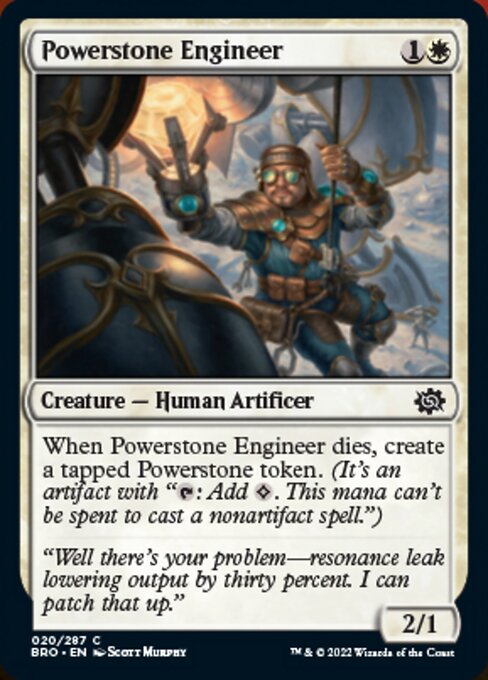 Powerstone Engineer 1
Creature — Human Artificer
When Powerstone Engineer dies, create
a tapped Powerstone token. (It's an
artifact with “: Add . This mana can't
be spent to cast a nonartifact spell.”)
“Well there's your problem—resonance leak
lowering output by thirty percent. I can
patch that up.”
2/1
020/287 C
BRO • EN Scott Murphy
™ & © 2022 Wizards of the Coast